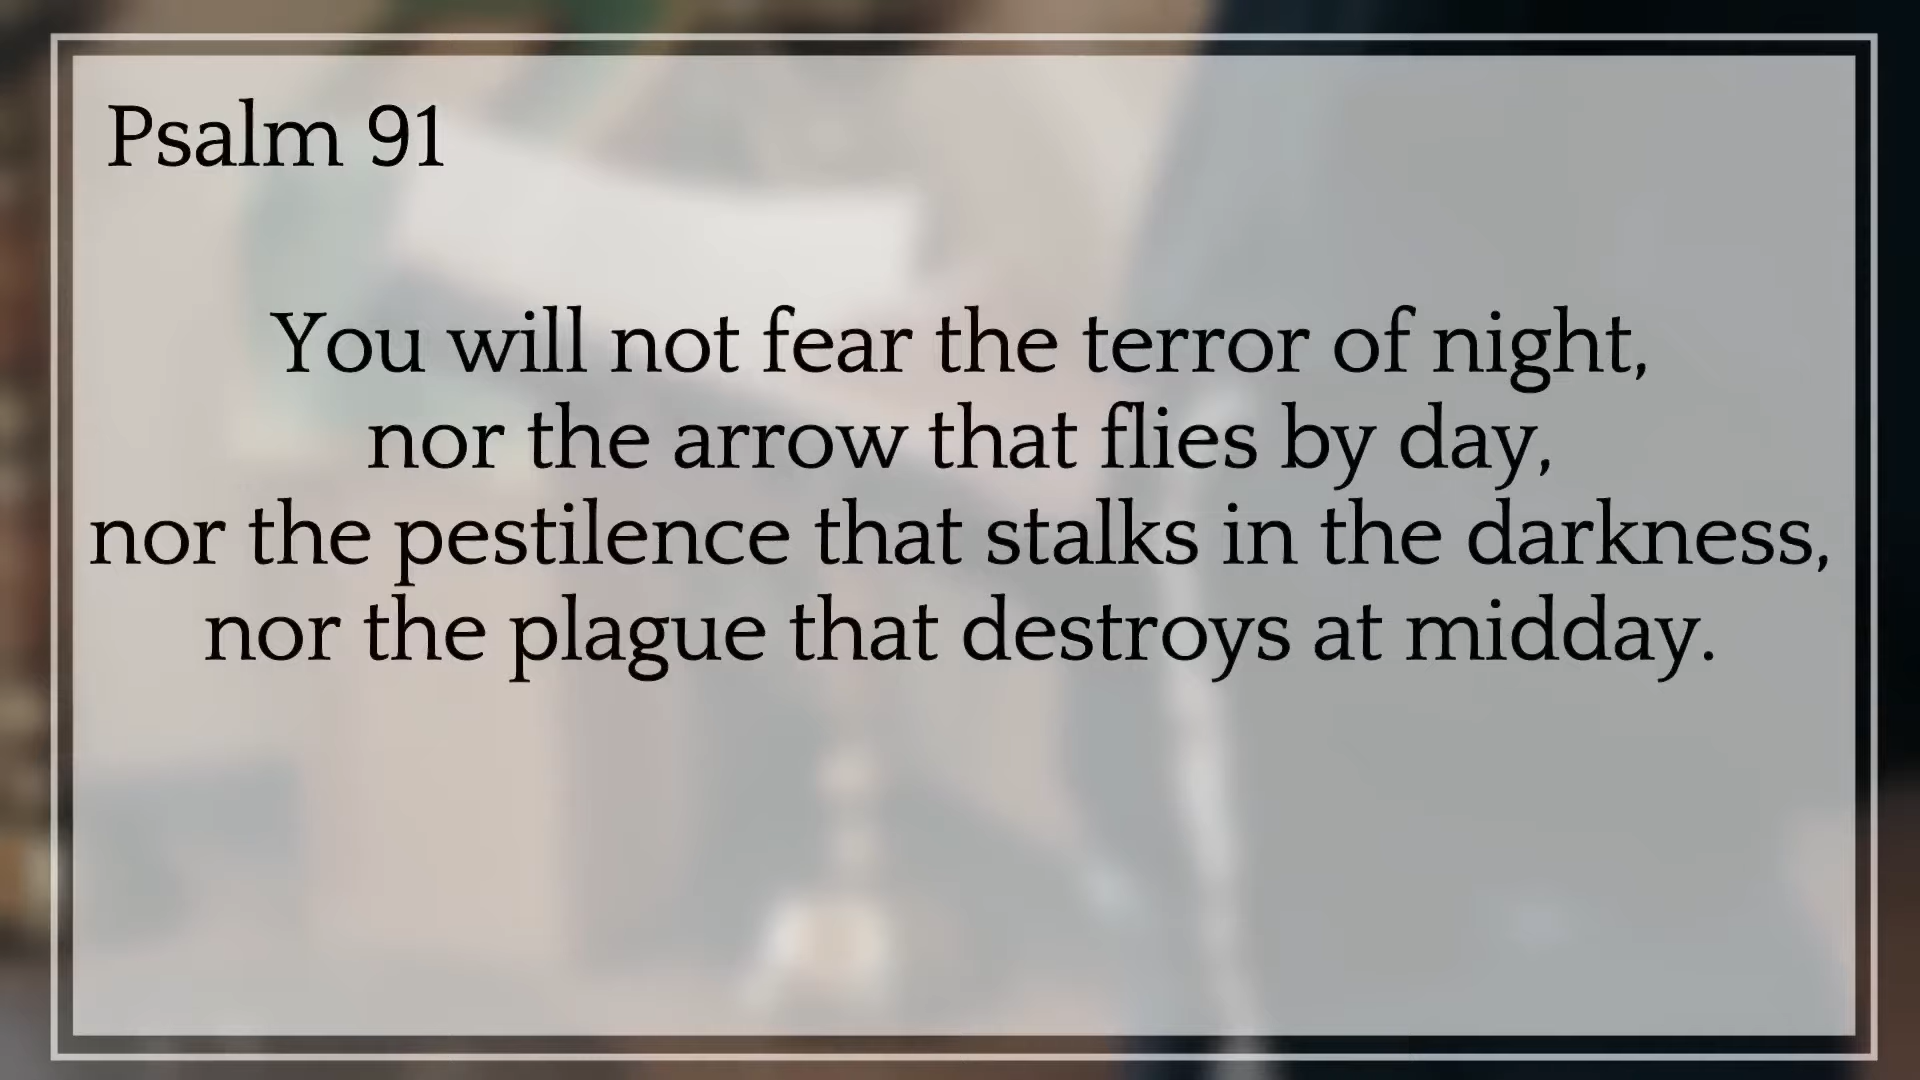 Psalm 91
You will not fear the terror of night,
nor the arrow that flies by day,
nor the pestilence that stalks in the darkness,
nor the plague that destroys at midday.